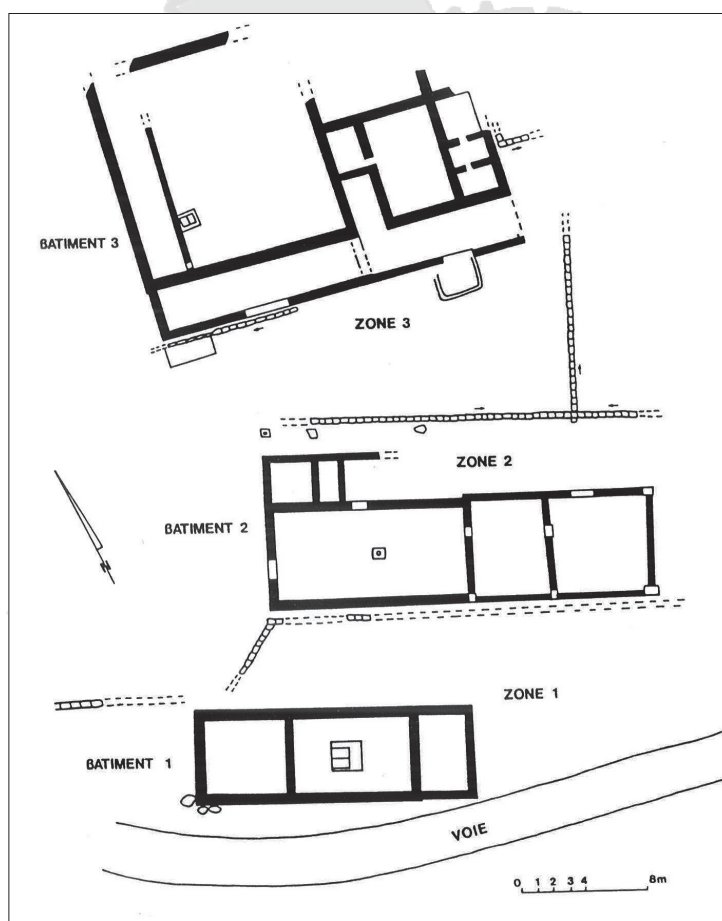 BATIMENT 3
ZONE 3
ZONE 2
BATIMENT 2
N
ZONE 1
BATIMENT 1
VOIE
0 1 2 3 4 8m